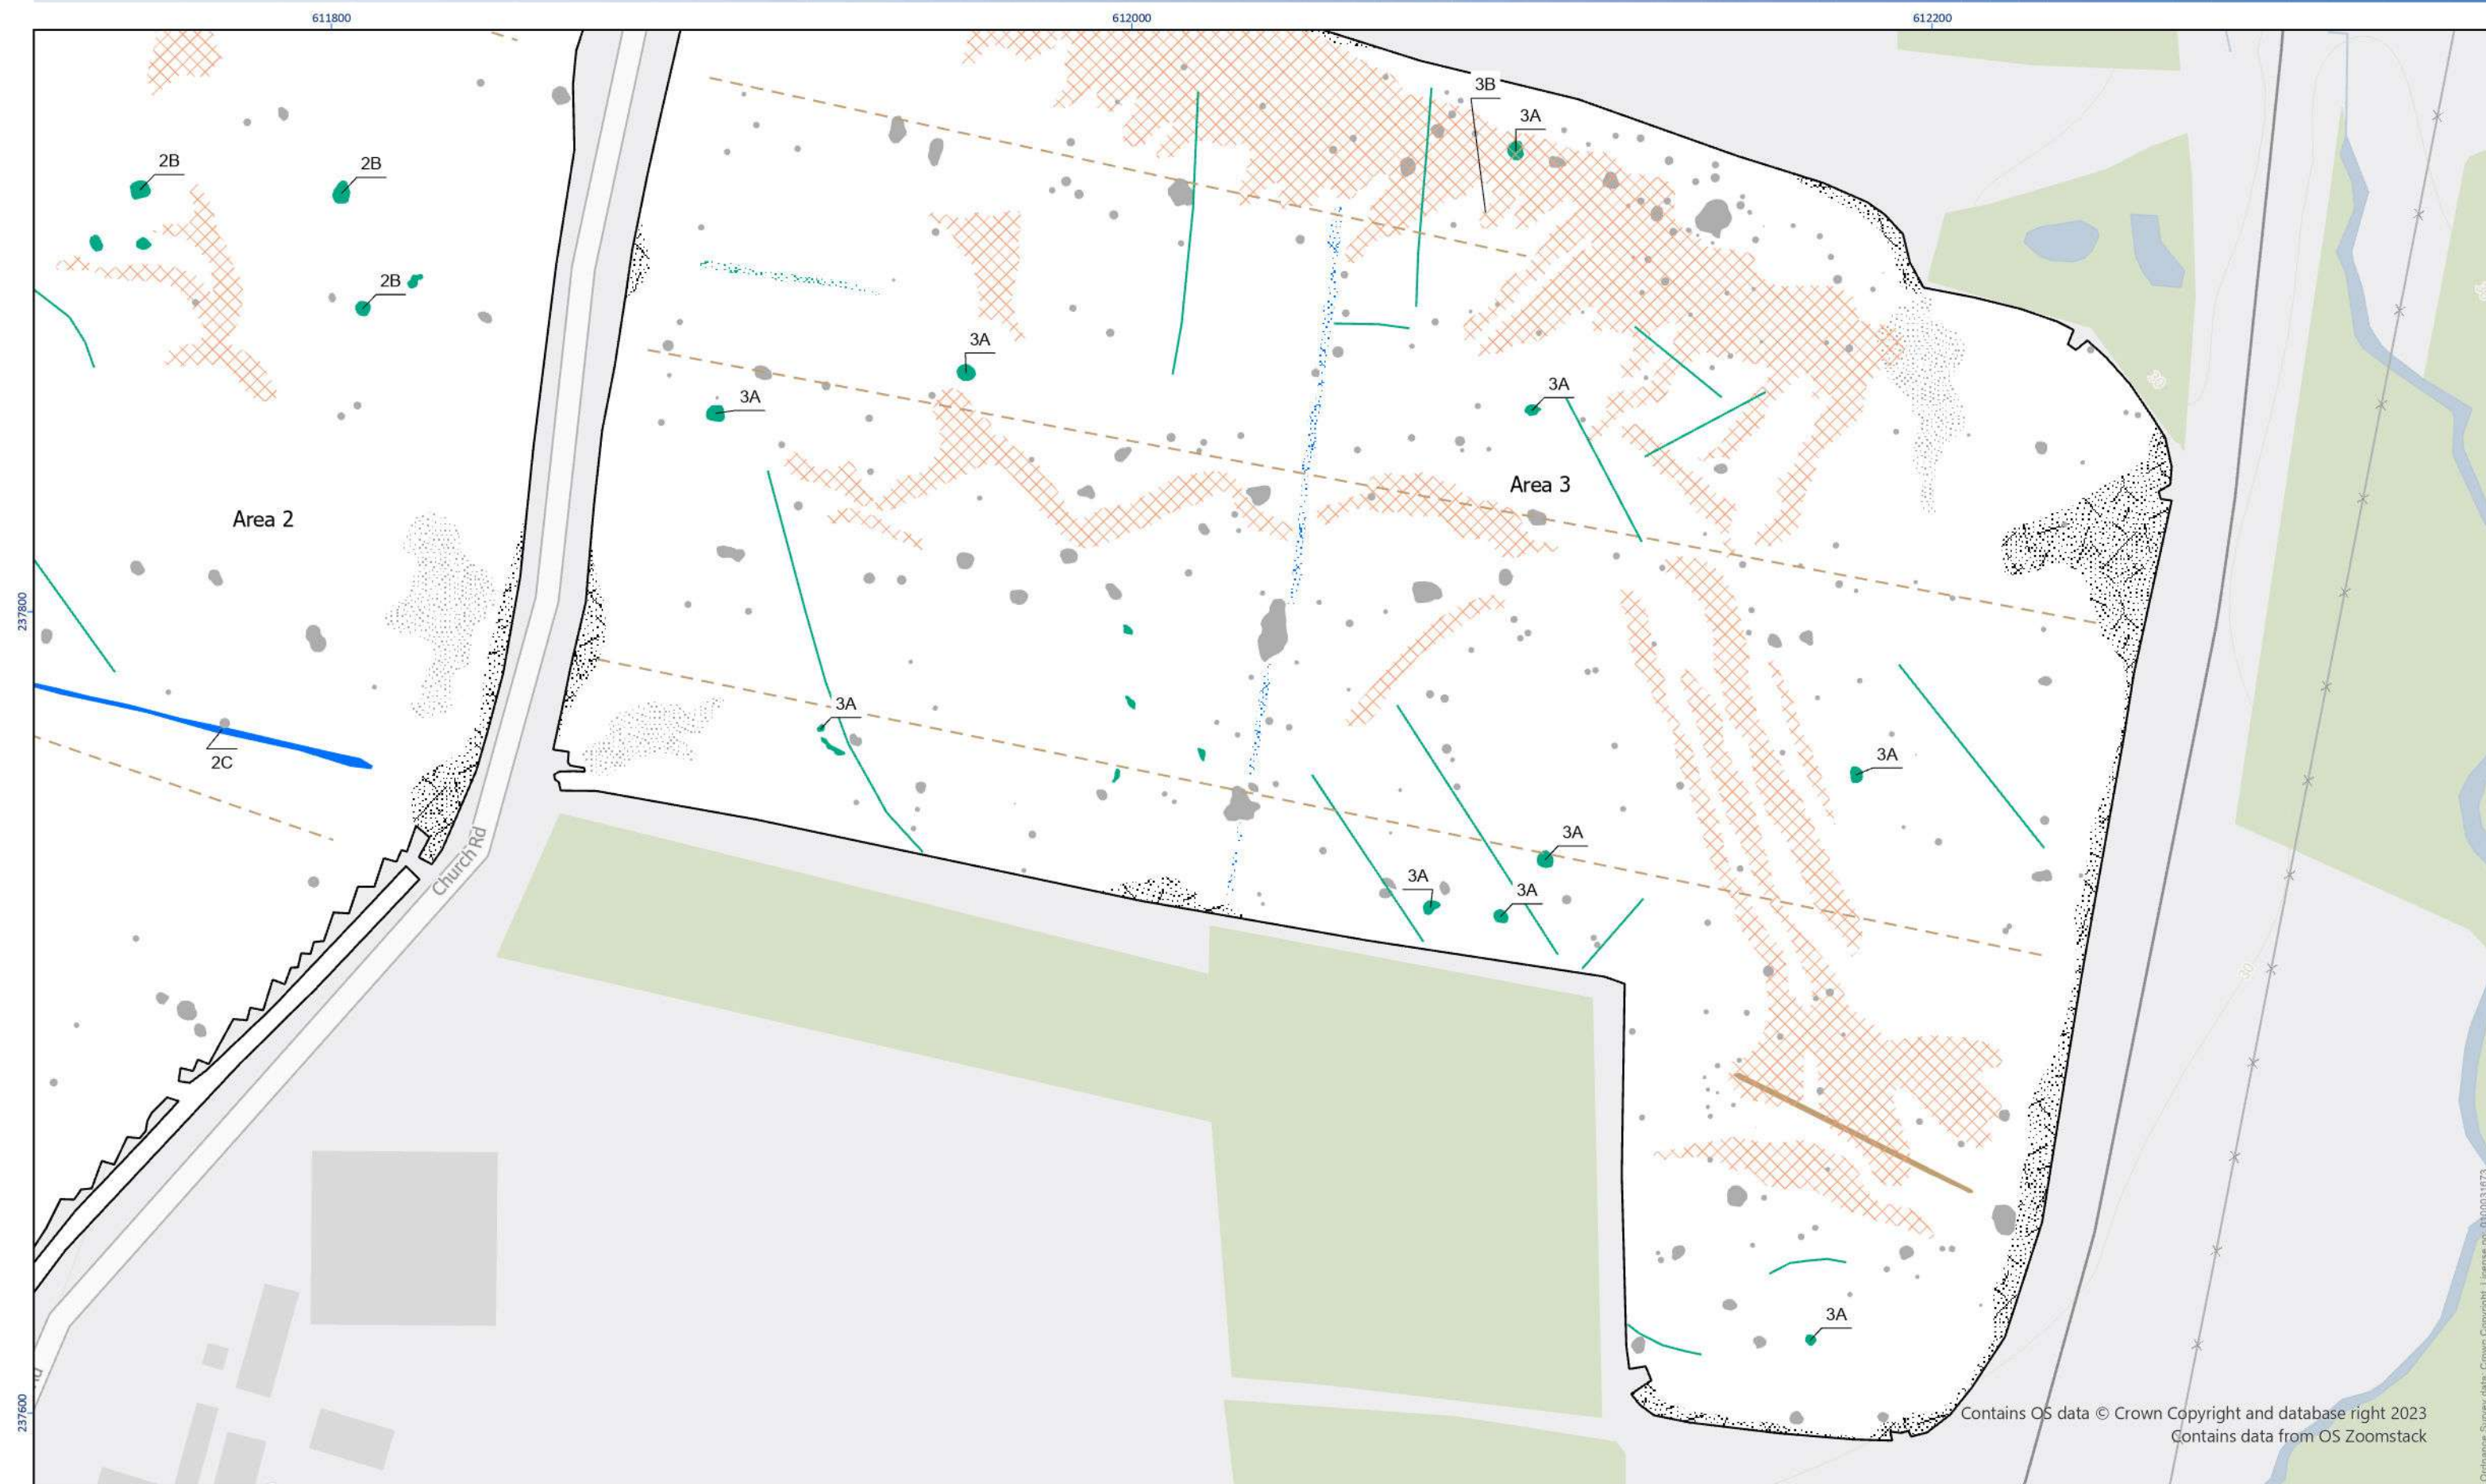 611800
612000
612200
3B
3A
2B
2B
2B
3A
3A
3A
Area 3
Area 2
237800
3A
2C
3A
3A
Church Rd
3A
3A
30
30
3A
237600
Contains OS data © Crown Copyright and database right 2023
Contains data from OS Zoomstack